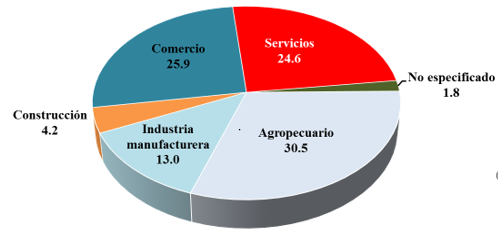 Comercio
25.9
Servicios
24.6
No especificado
1.8
Construcción
4.2
Industria
manufacturera
13.0
Agropecuario
30.5